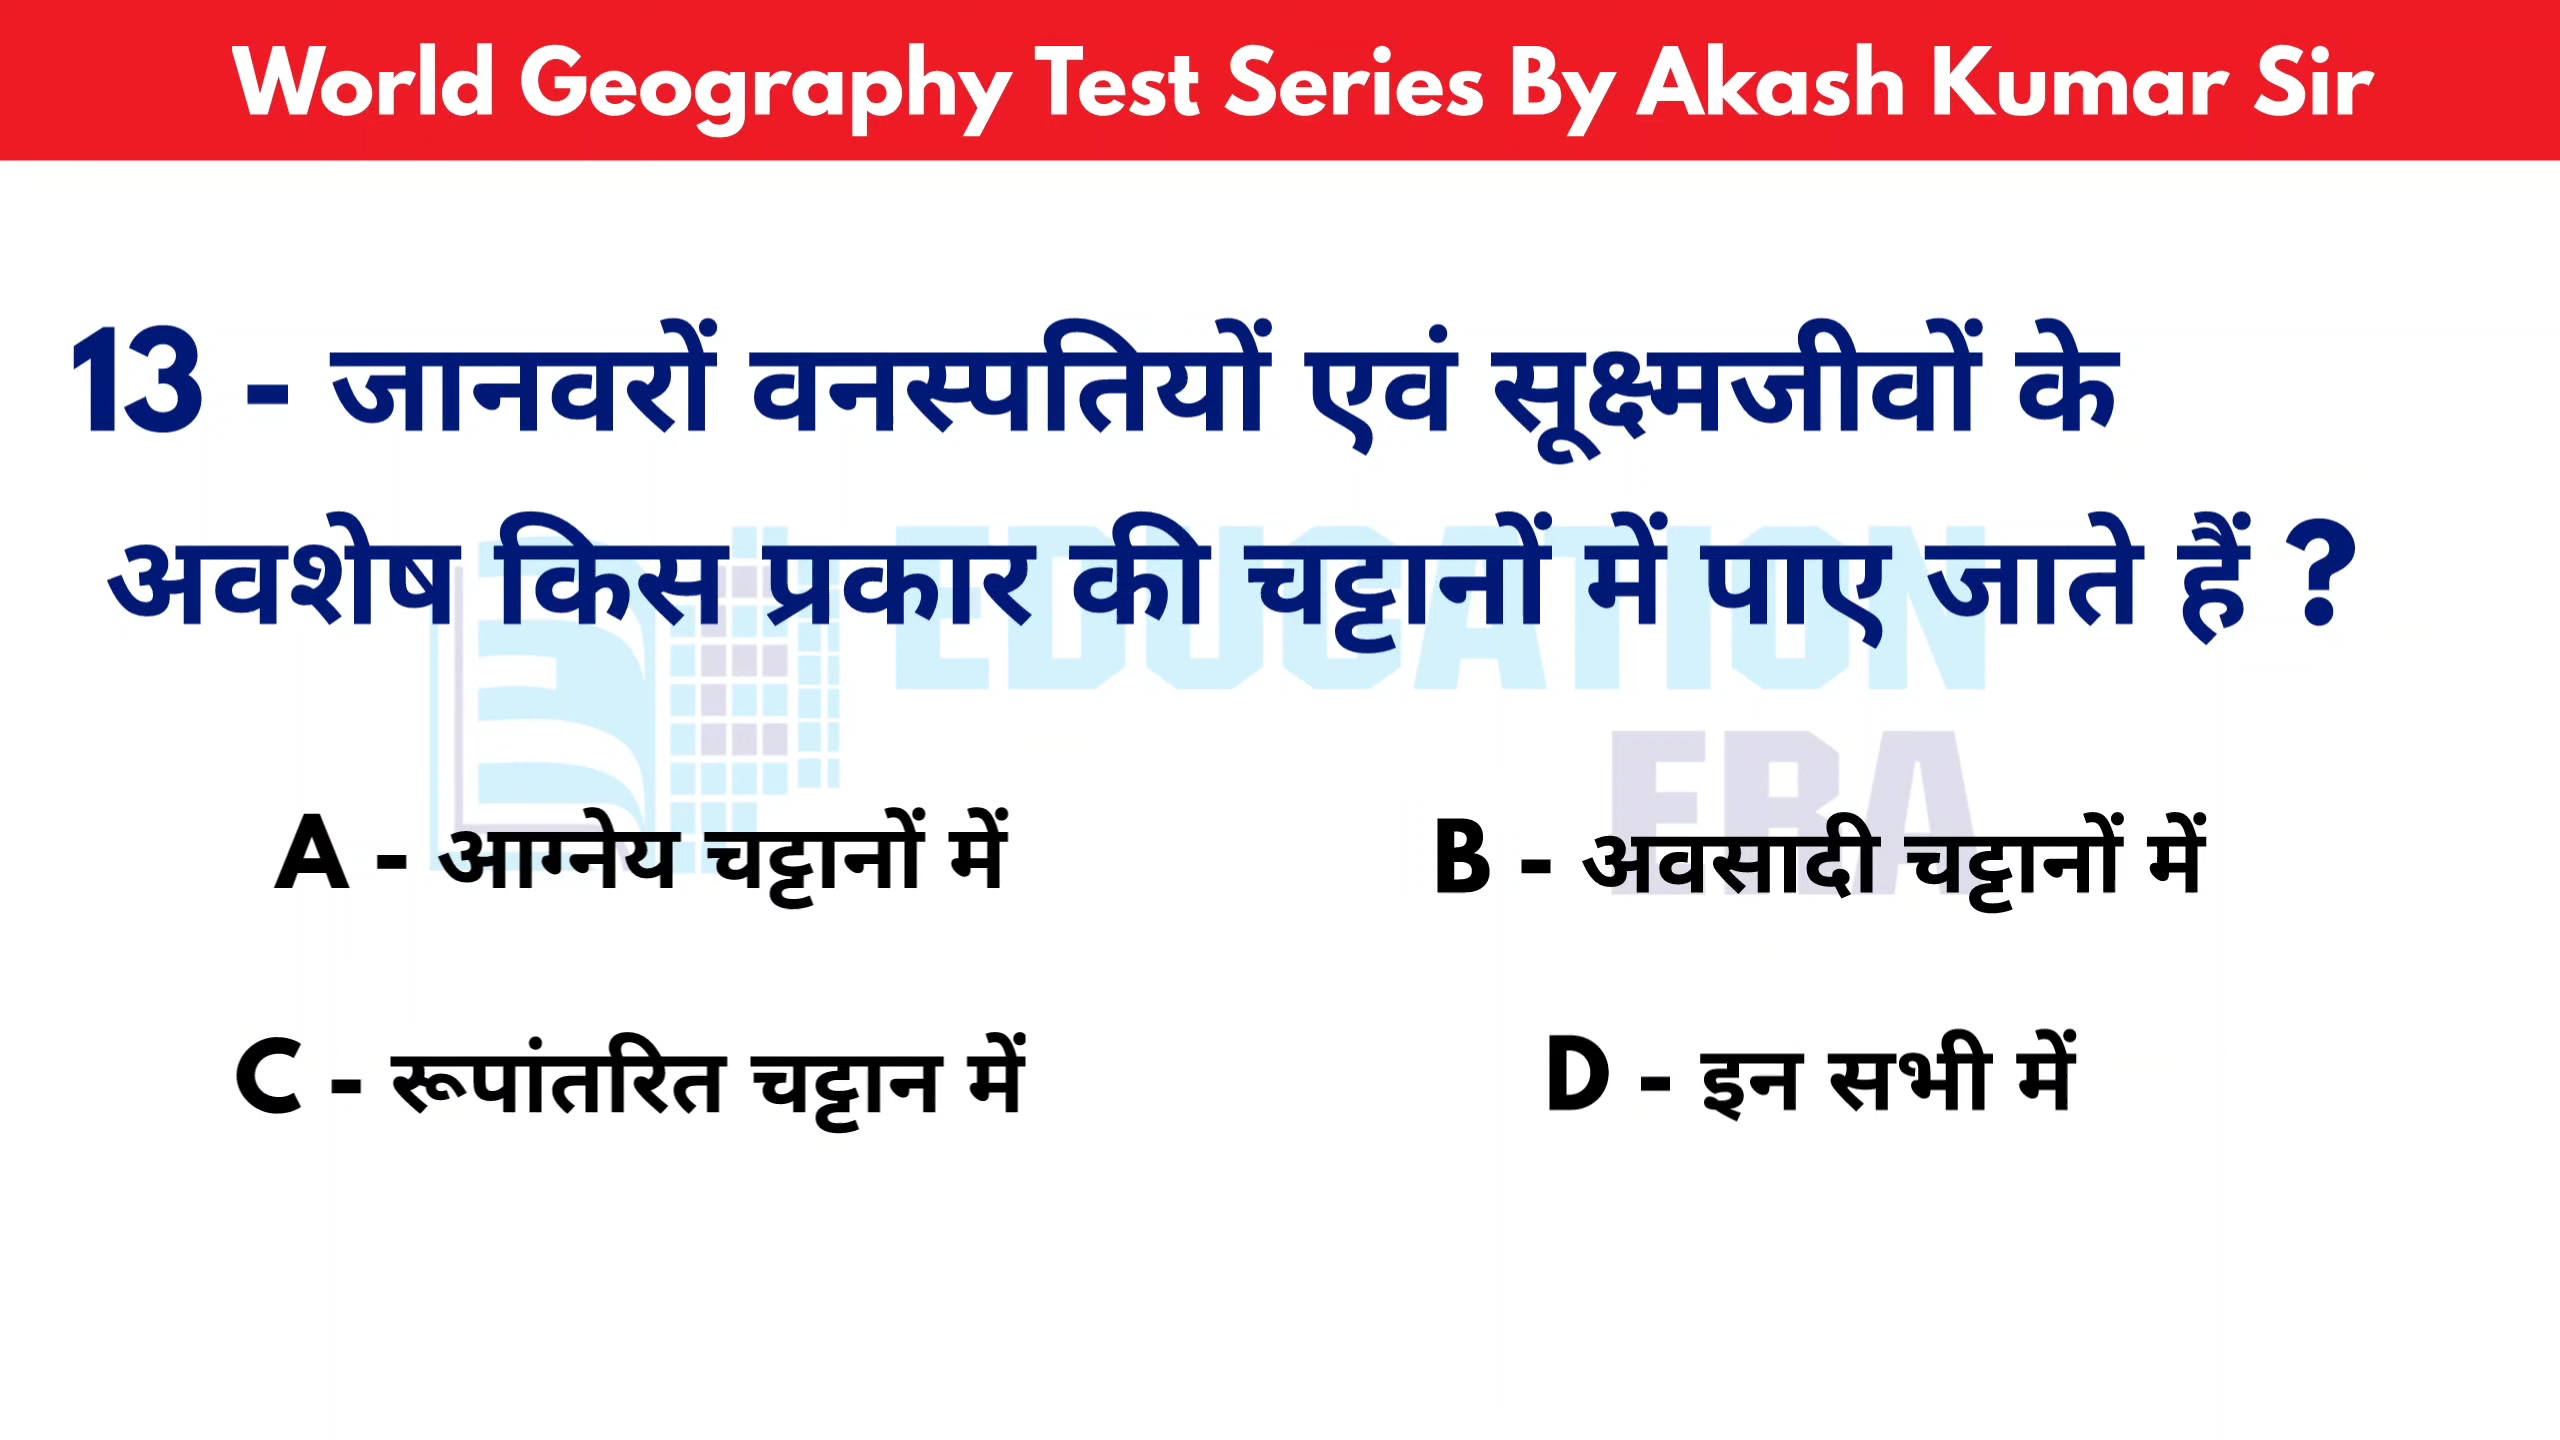 World Geography Test Series By Akash Kumar Sir
13 - जानवरों वनस्पतियों एवं सूक्ष्मजीवों के
अवशेष किस प्रकार की चट्टानों में पाए जाते हैं ?
EDUCATION
ERA
A - आग्नेय चट्टानों में
B - अवसादी चट्टानों में
C - रूपांतरित चट्टान में
D - इन सभी में